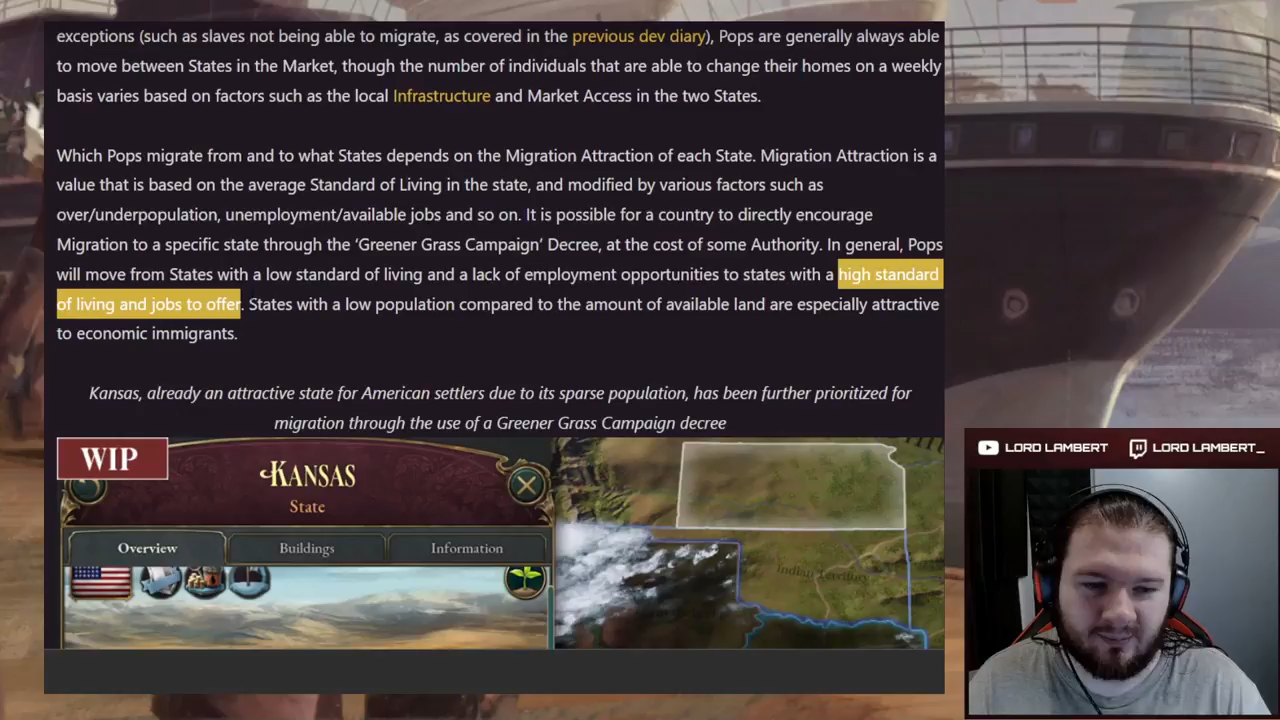 exceptions (such as slaves not being able to migrate, as covered in the previous dev diary), Pops are generally always able
to move between States in the Market, though the number of individuals that are able to change their homes on a weekly
basis varies based on factors such as the local Infrastructure and Market Access in the two States.
Which Pops migrate from and to what States depends on the Migration Attraction of each State. Migration Attraction is a
value that is based on the average Standard of Living in the state, and modified by various factors such as
over/underpopulation, unemployment/available jobs and so on. It is possible for a country to directly encourage
Migration to a specific state through the ‘Greener Grass Campaign’ Decree, at the cost of some Authority. In general, Pops
will move from States with a low standard of living and a lack of employment opportunities to states with a high standard
of living and jobs to offer. States with a low population compared to the amount of available land are especially attractive
to economic immigrants.
Kansas, already an attractive state for American settlers due to its sparse population, has been further prioritized for
migration through the use of a Greener Grass Campaign decree
WIP
KANSAS
State
Overview
Buildings
Information
Indian Territory
LORD LAMBERT
LORD LAMBERT_